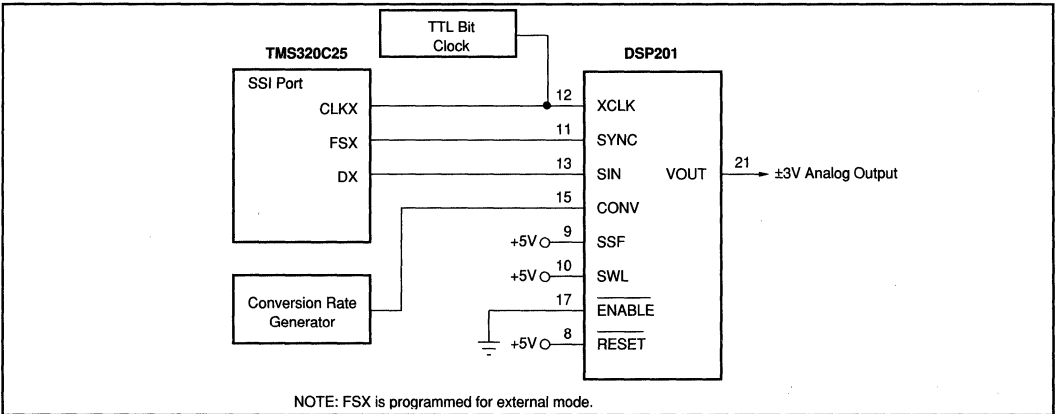 TTL Bit
Clock
TMS320C25
DSP201
SSI Port
CLKX
12
XCLK
FSX
11
SYNC
DX
13
SIN
VOUT
21
±3V Analog Output
15
CONV
+5V
9
SSF
+5V
10
SWL
Conversion Rate
Generator
17
ENABLE
+5V
8
RESET
NOTE: FSX is programmed for external mode.